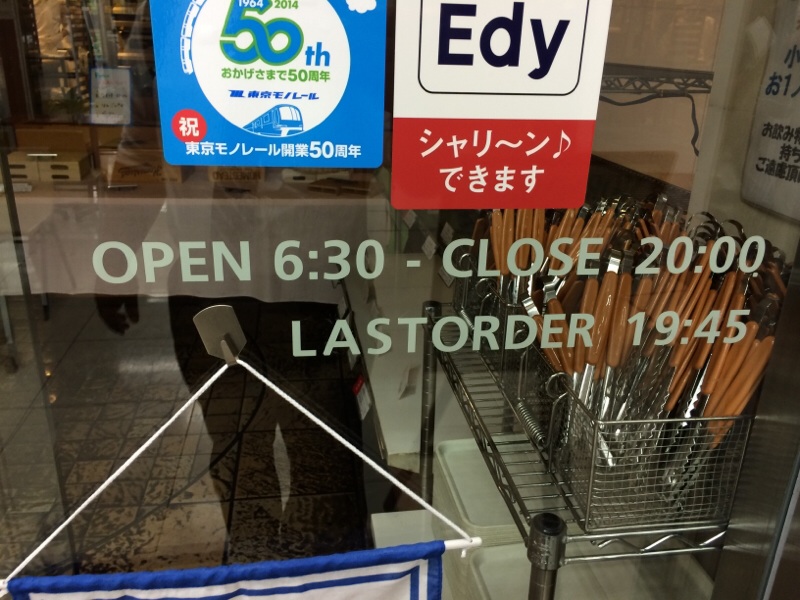 1964 2014
50th
おかげさまで50周年
東京モノレール
祝
東京モノレール開業50周年
Edy
シャリ〜ン♪
できます
OPEN 6:30 - CLOSE 20:00
LASTORDER 19:45